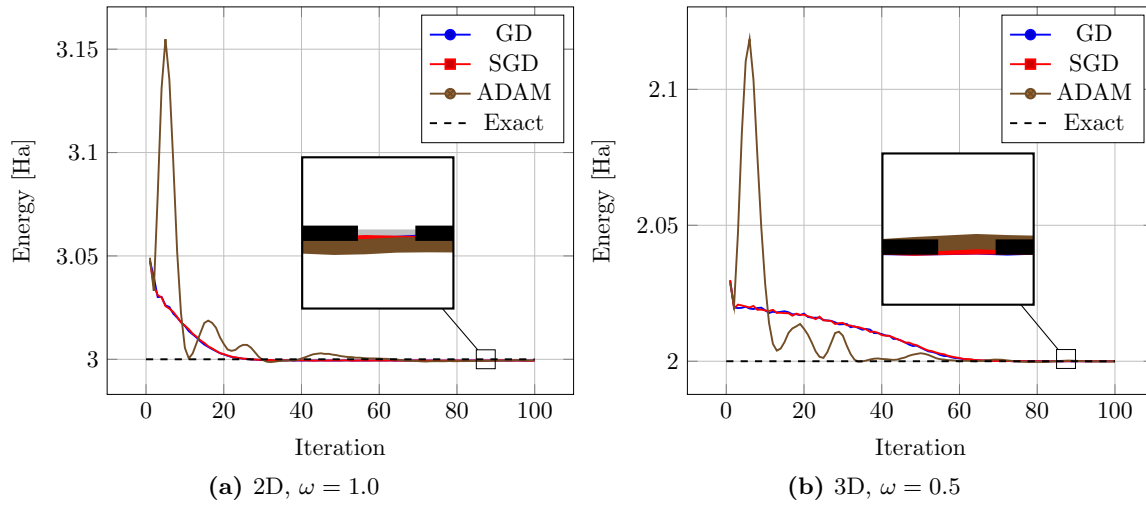 3.15
3.1
3.05
3
Energy [Ha]
GD
SGD
ADAM
Exact
0
20
40
60
80
100
Iteration
(a) 2D, ω = 1.0
2.1
2.05
2
Energy [Ha]
GD
SGD
ADAM
Exact
0
20
40
60
80
100
Iteration
(b) 3D, ω = 0.5